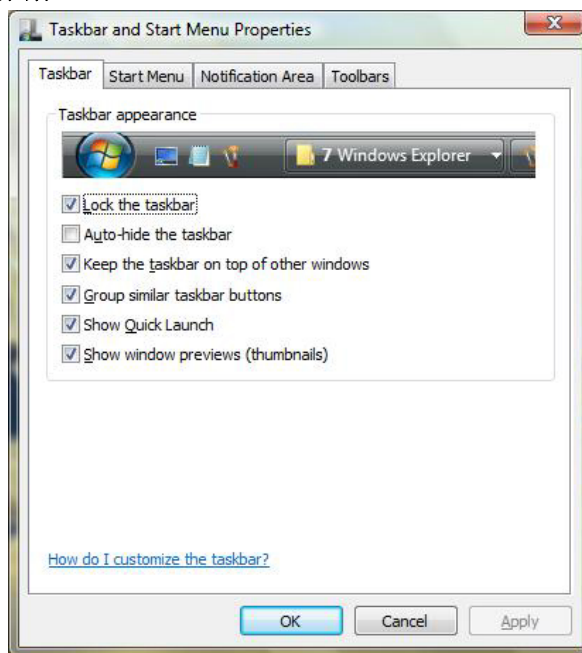 Taskbar and Start Menu Properties
Taskbar Start Menu Notification Area Toolbars
Taskbar appearance
7 Windows Explorer
Lock the taskbar
Auto-hide the taskbar
Keep the taskbar on top of other windows
Group similar taskbar buttons
Show Quick Launch
Show window previews (thumbnails)
How do I customize the taskbar?
OK Cancel Apply